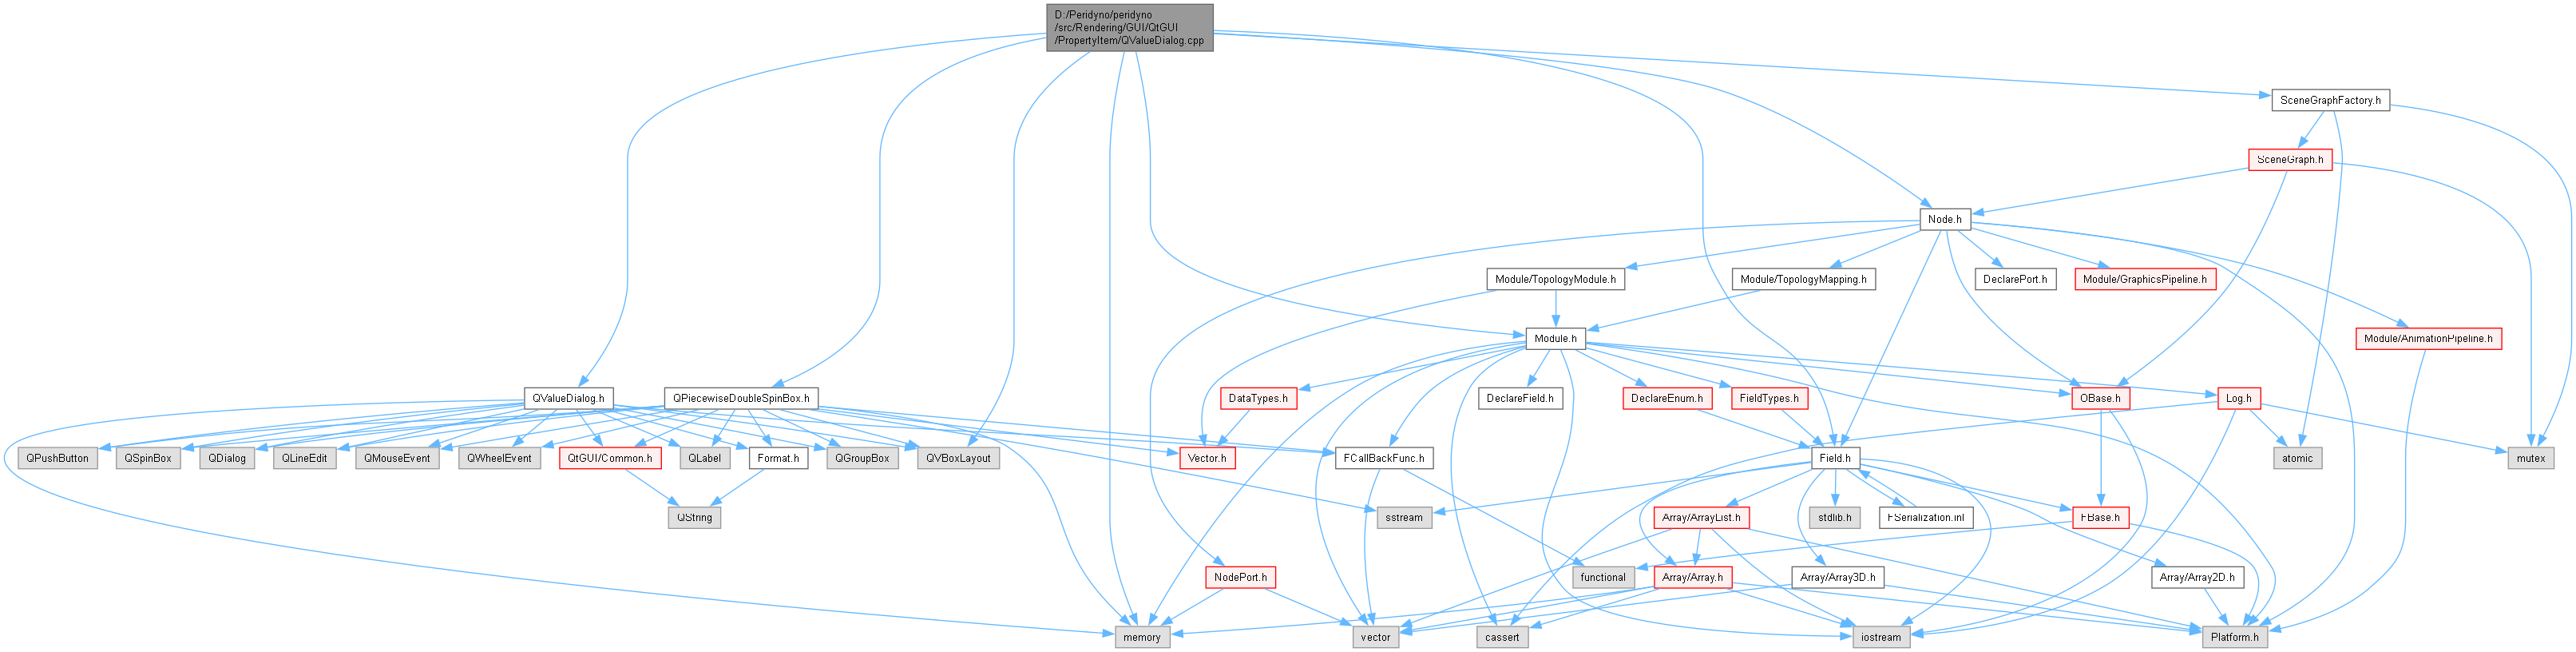 D:/Peridyno/peridyno
/src/Rendering/GUI/QtGUI
/PropertyItem/QValueDialog.cpp
SceneGraphFactory.h
SceneGraph.h
Node.h
Module/TopologyModule.h
Module/TopologyMapping.h
DeclarePort.h
Module/GraphicsPipeline.h
Module.h
Module/AnimationPipeline.h
QValueDialog.h
QPiecewiseDoubleSpinBox.h
DataTypes.h
DeclareField.h
DeclareEnum.h
FieldTypes.h
OBase.h
Log.h
QPushButton
QSpinBox
QDialog
QLineEdit
QMouseEvent
QWheelEvent
QtGUI/Common.h
QLabel
Format.h
QGroupBox
QVBoxLayout
Vector.h
FCallBackFunc.h
Field.h
atomic
mutex
QString
sstream
Array/ArrayList.h
stdlib.h
FSerialization.inl
FBase.h
NodePort.h
functional
Array/Array.h
Array/Array3D.h
Array/Array2D.h
memory
vector
cassert
iostream
Platform.h